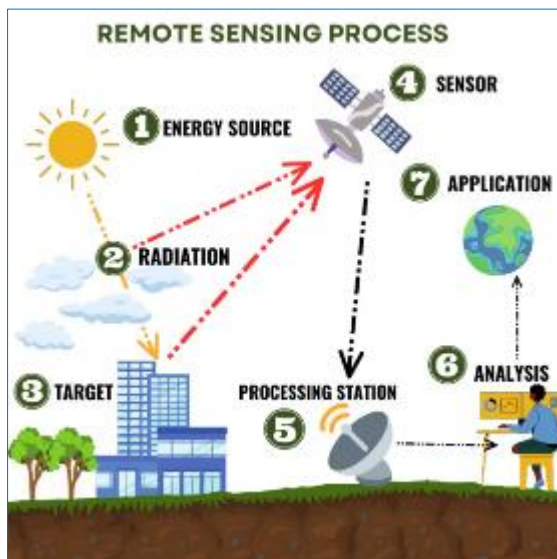 REMOTE SENSING PROCESS
1 ENERGY SOURCE
2 RADIATION
3 TARGET
4 SENSOR
PROCESSING STATION
5
6 ANALYSIS
7 APPLICATION